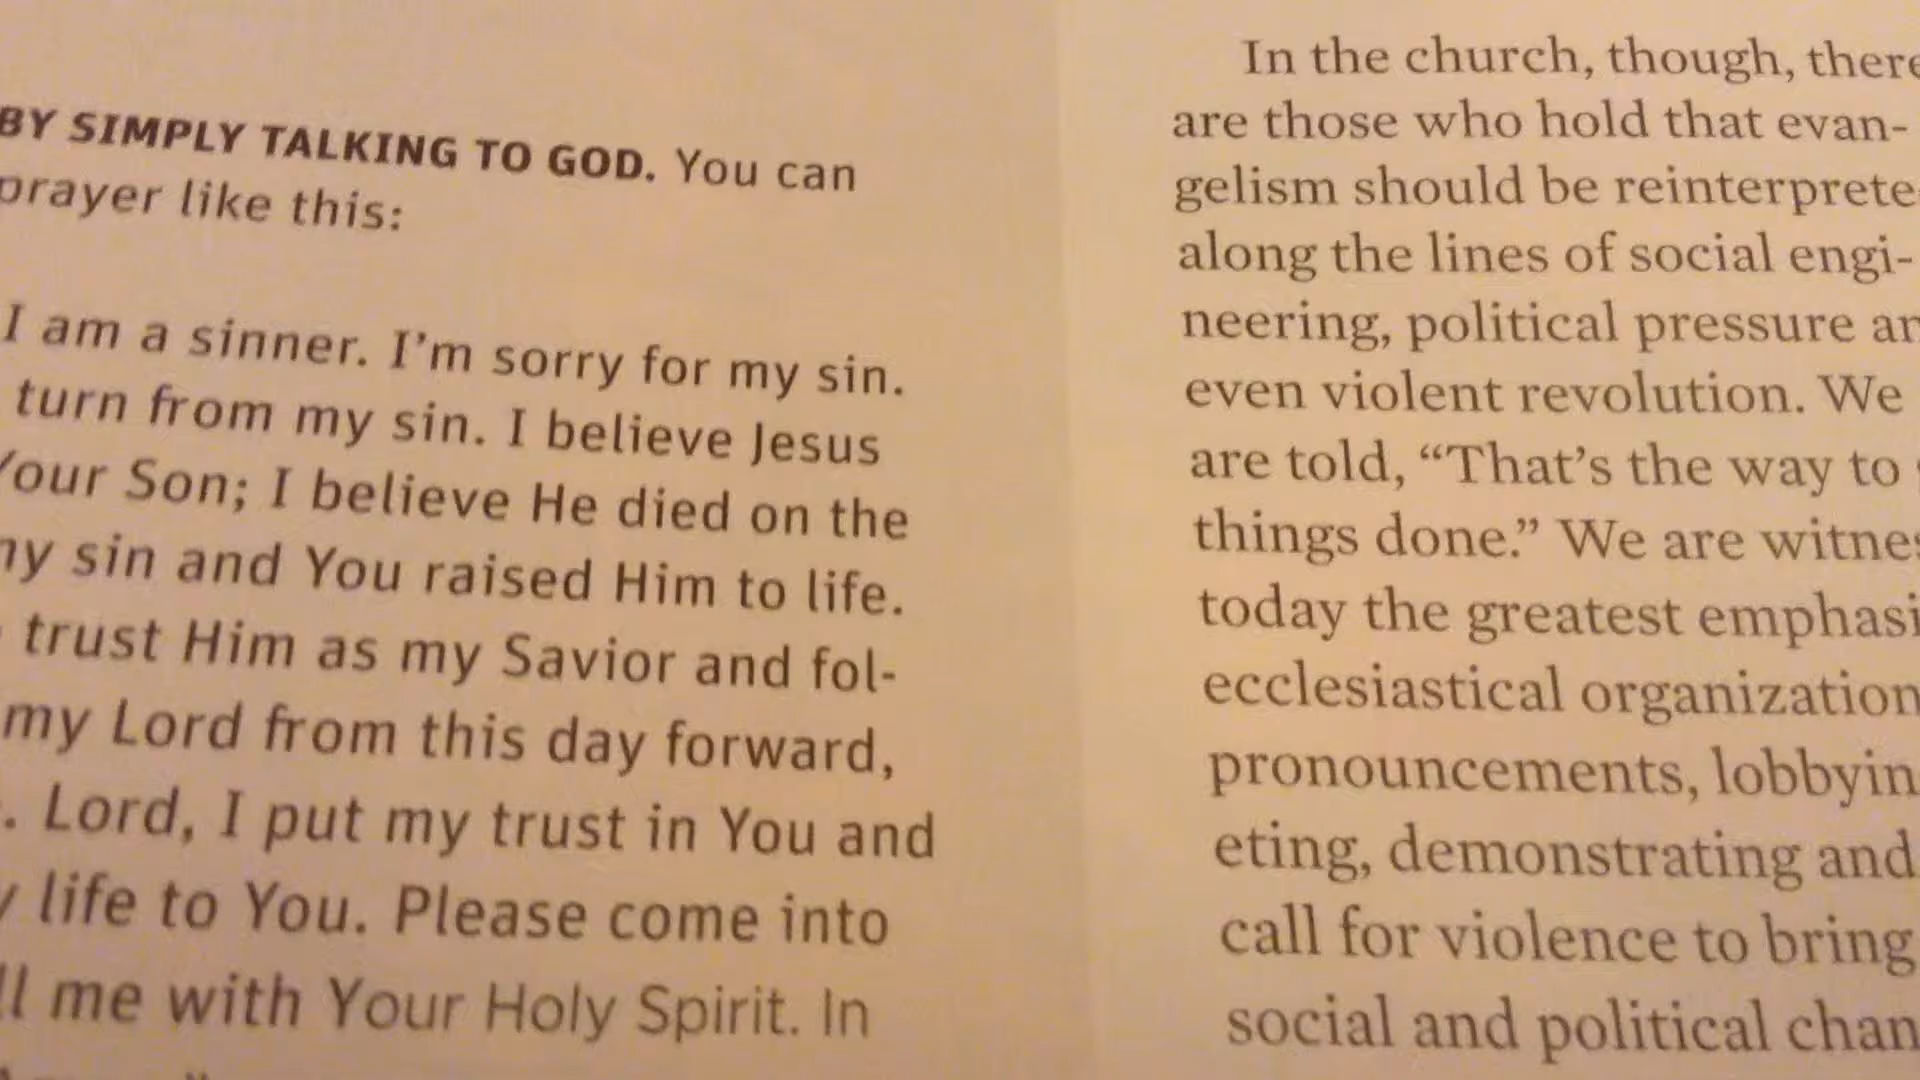 BY SIMPLY TALKING TO GOD. You can
prayer like this:
I am a sinner. I'm sorry for my sin.
turn from my sin. I believe Jesus
Your Son; I believe He died on the
my sin and You raised Him to life.
trust Him as my Savior and fol-
my Lord from this day forward,
. Lord, I put my trust in You and
life to You. Please come into
me with Your Holy Spirit. In
In the church, though, there
are those who hold that evan-
gelism should be reinterprete
along the lines of social engi-
neering, political pressure an
even violent revolution. We
are told, “That’s the way to
things done.” We are witnes
today the greatest emphasi
ecclesiastical organization
pronouncements, lobbyin
eting, demonstrating and
call for violence to bring
social and political chan